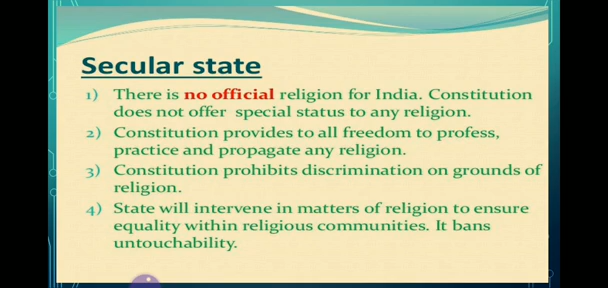 Secular state
1) There is no official religion for India. Constitution
does not offer special status to any religion.
2) Constitution provides to all freedom to profess,
practice and propagate any religion.
3) Constitution prohibits discrimination on grounds of
religion.
4) State will intervene in matters of religion to ensure
equality within religious communities. It bans
untouchability.